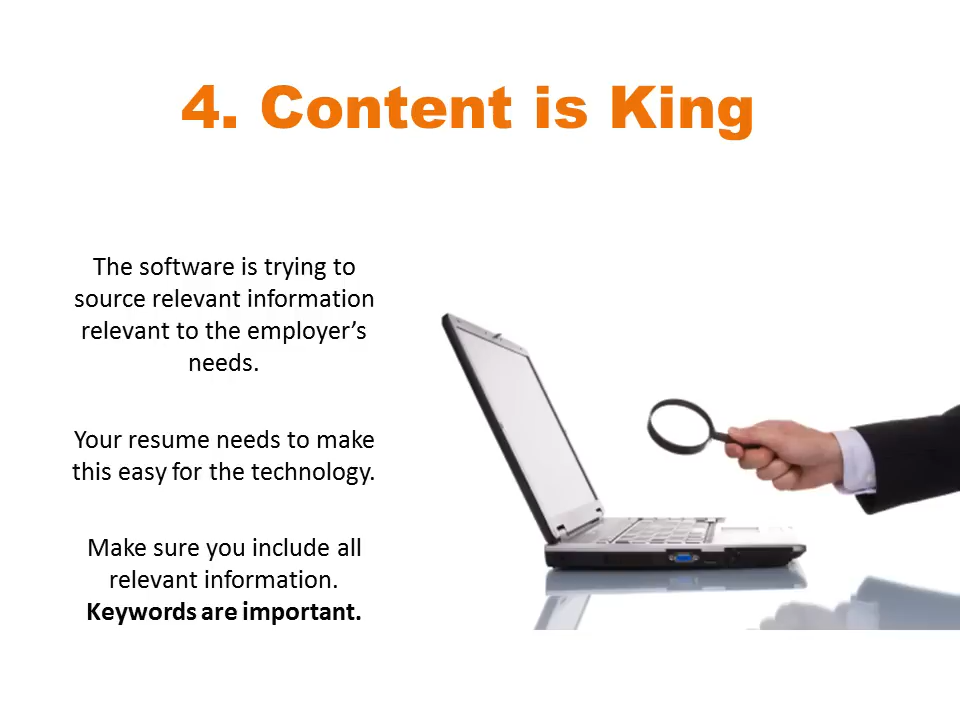 4. Content is King
The software is trying to
source relevant information
relevant to the employer’s
needs.
Your resume needs to make
this easy for the technology.
Make sure you include all
relevant information.
Keywords are important.